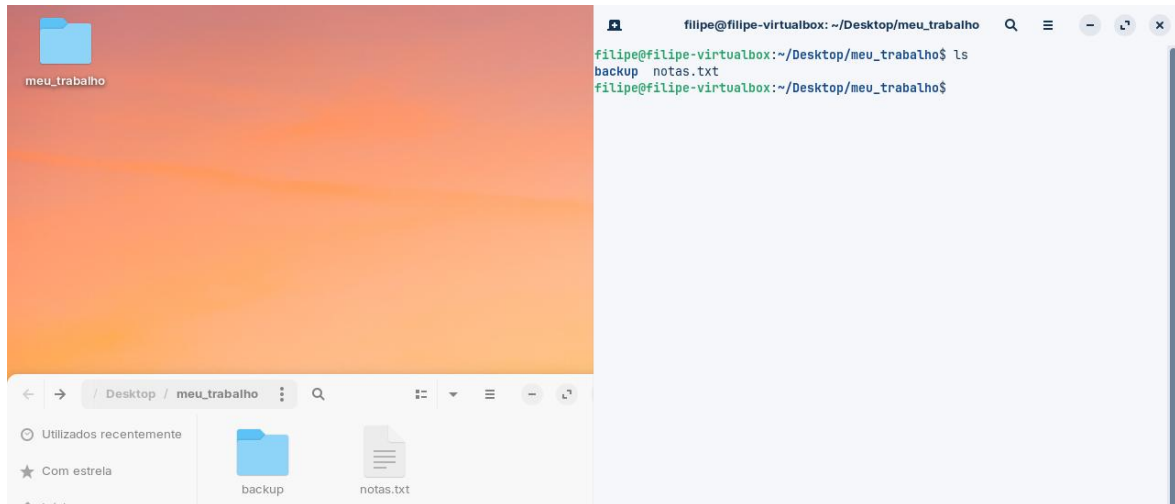 meu_trabalho
filipe@filipe-virtualbox: ~/Desktop/meu_trabalho
filipe@filipe-virtualbox:~/Desktop/meu_trabalho$ ls
backup  notas.txt
filipe@filipe-virtualbox:~/Desktop/meu_trabalho$
/ Desktop / meu_trabalho
Utilizados recentemente
Com estrela
backup
notas.txt